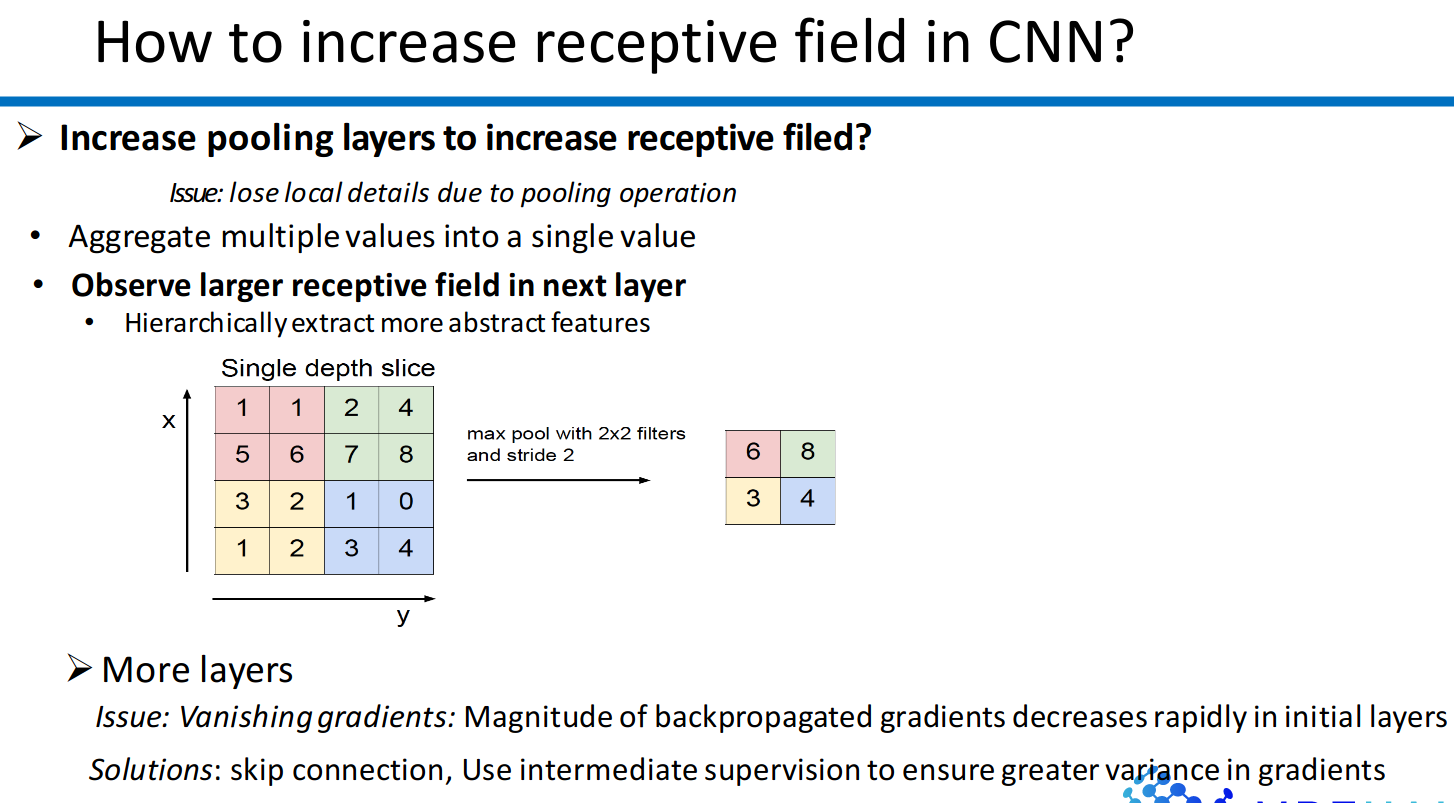 How to increase receptive field in CNN?
➢ Increase pooling layers to increase receptive filed?
Issue: lose local details due to pooling operation
• Aggregate multiple values into a single value
• Observe larger receptive field in next layer
• Hierarchically extract more abstract features
Single depth slice
x
1 1 2 4
5 6 7 8
3 2 1 0
1 2 3 4
y
max pool with 2x2 filters
and stride 2
6 8
3 4
➢ More layers
Issue: Vanishing gradients: Magnitude of backpropagated gradients decreases rapidly in initial layers
Solutions: skip connection, Use intermediate supervision to ensure greater variance in gradients